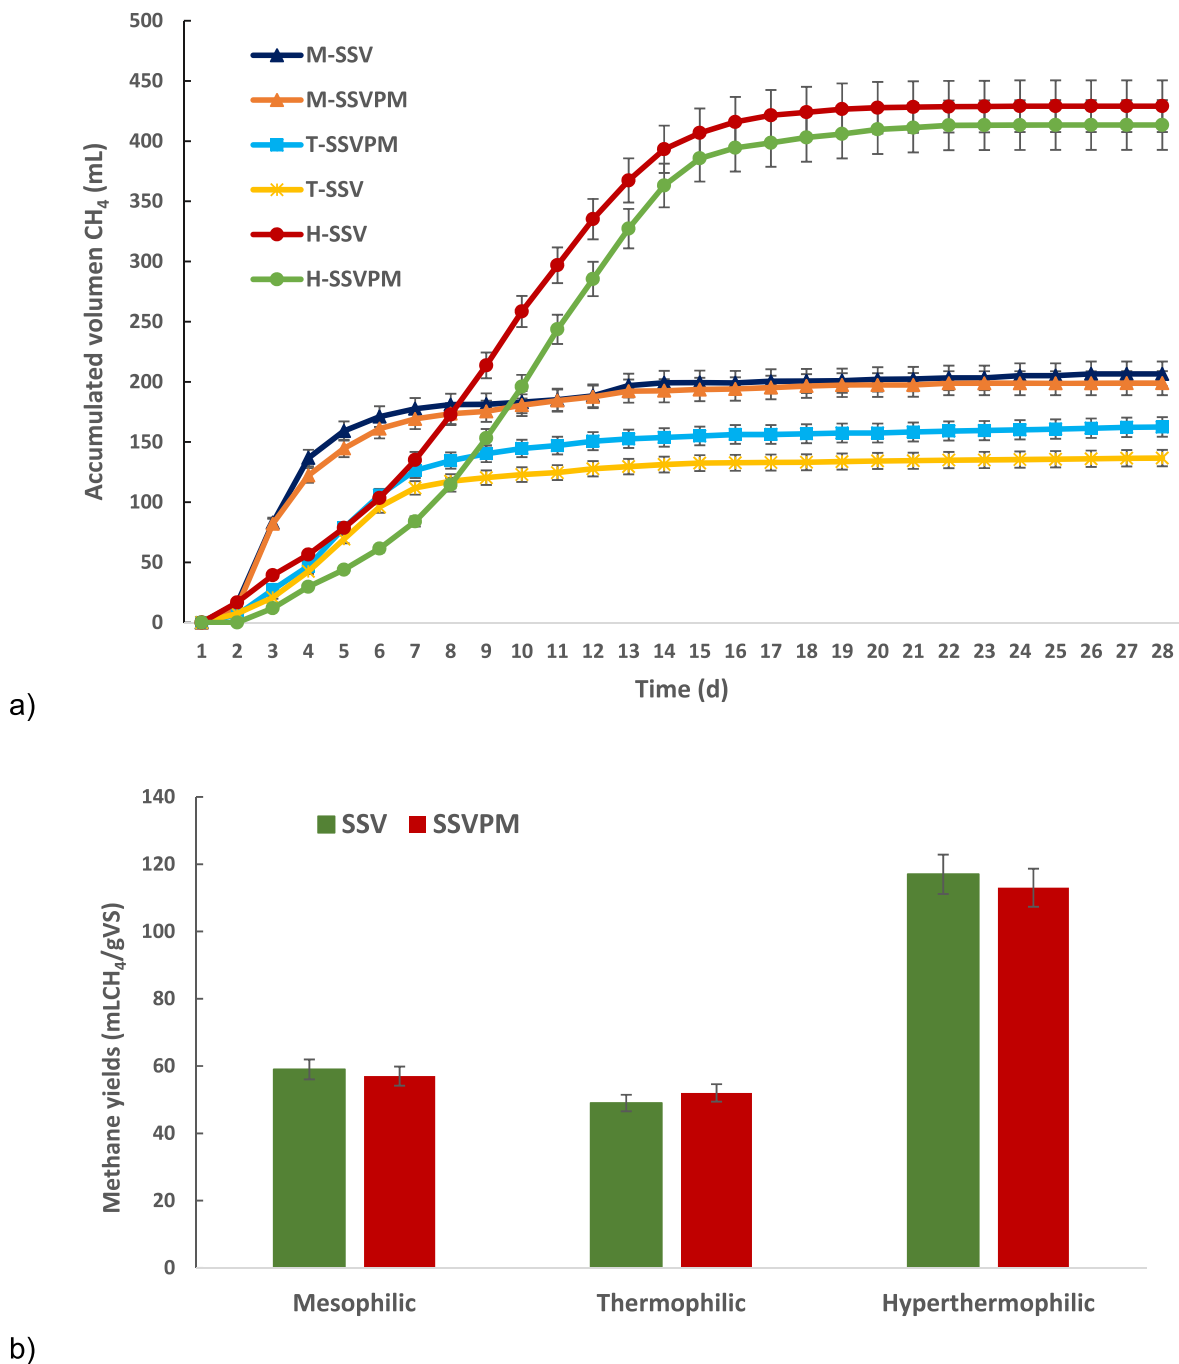 500
450
400
350
300
250
200
150
100
50
0
Accumulated volumen CH₄ (mL)
M-SSV
M-SSVPM
T-SSVPM
T-SSV
H-SSV
H-SSVPM
1 2 3 4 5 6 7 8 9 10 11 12 13 14 15 16 17 18 19 20 21 22 23 24 25 26 27 28
Time (d)
a)
140
120
100
80
60
40
20
0
Methane yields (mLCH₄/gVS)
SSV SSVPM
Mesophilic Thermophilic Hyperthermophilic
b)